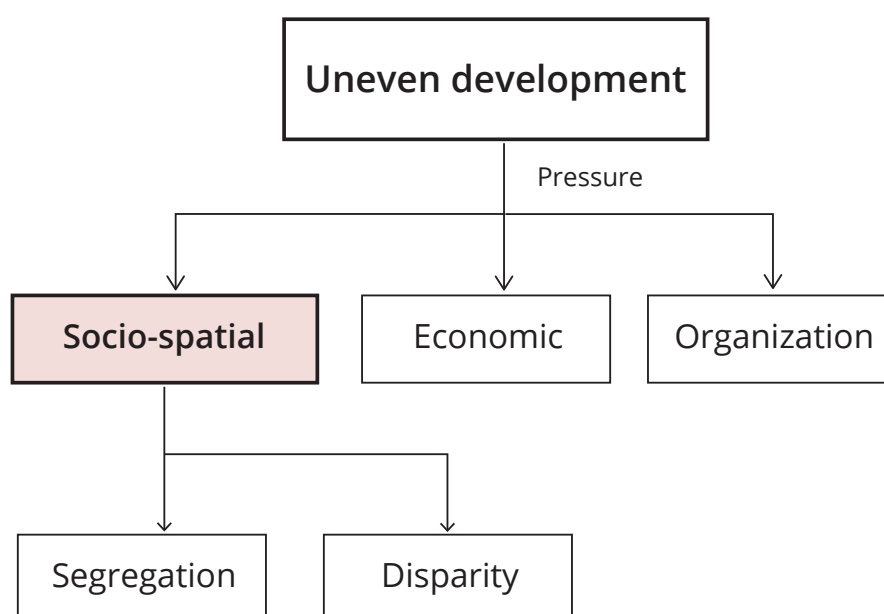 Uneven development
Pressure
Socio-spatial
Economic
Organization
Segregation
Disparity